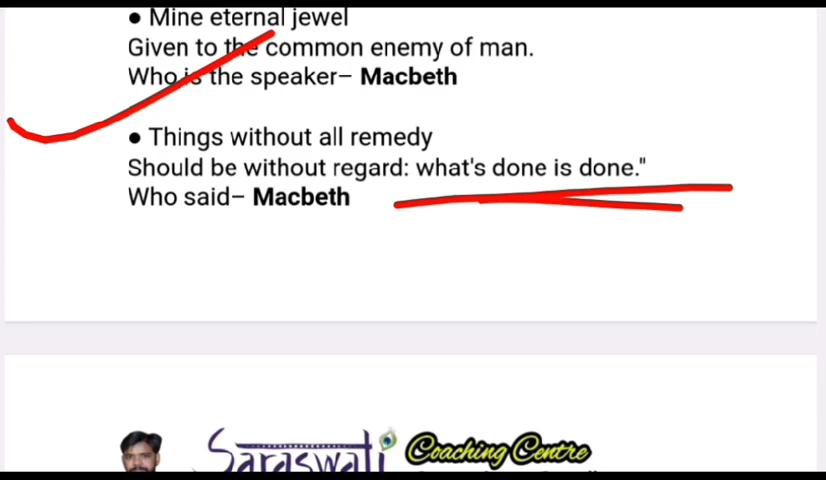 ● Mine eternal jewel
Given to the common enemy of man.
Who is the speaker– Macbeth
● Things without all remedy
Should be without regard: what's done is done."
Who said– Macbeth
Saraswati Coaching Centre